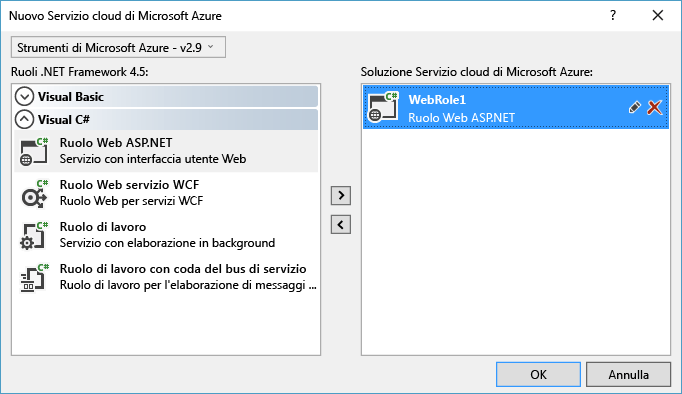 Nuovo Servizio cloud di Microsoft Azure
?
Strumenti di Microsoft Azure - v2.9
Ruoli .NET Framework 4.5:
Visual Basic
Visual C#
C#
Ruolo Web ASP.NET
Servizio con interfaccia utente Web
C#
Ruolo Web servizio WCF
Ruolo Web per servizi WCF
C#
Ruolo di lavoro
Servizio con elaborazione in background
C#
Ruolo di lavoro con coda del bus di servizio
Ruolo di lavoro per l'elaborazione di messaggi ...
Soluzione Servizio cloud di Microsoft Azure:
C#
WebRole1
Ruolo Web ASP.NET
OK
Annulla